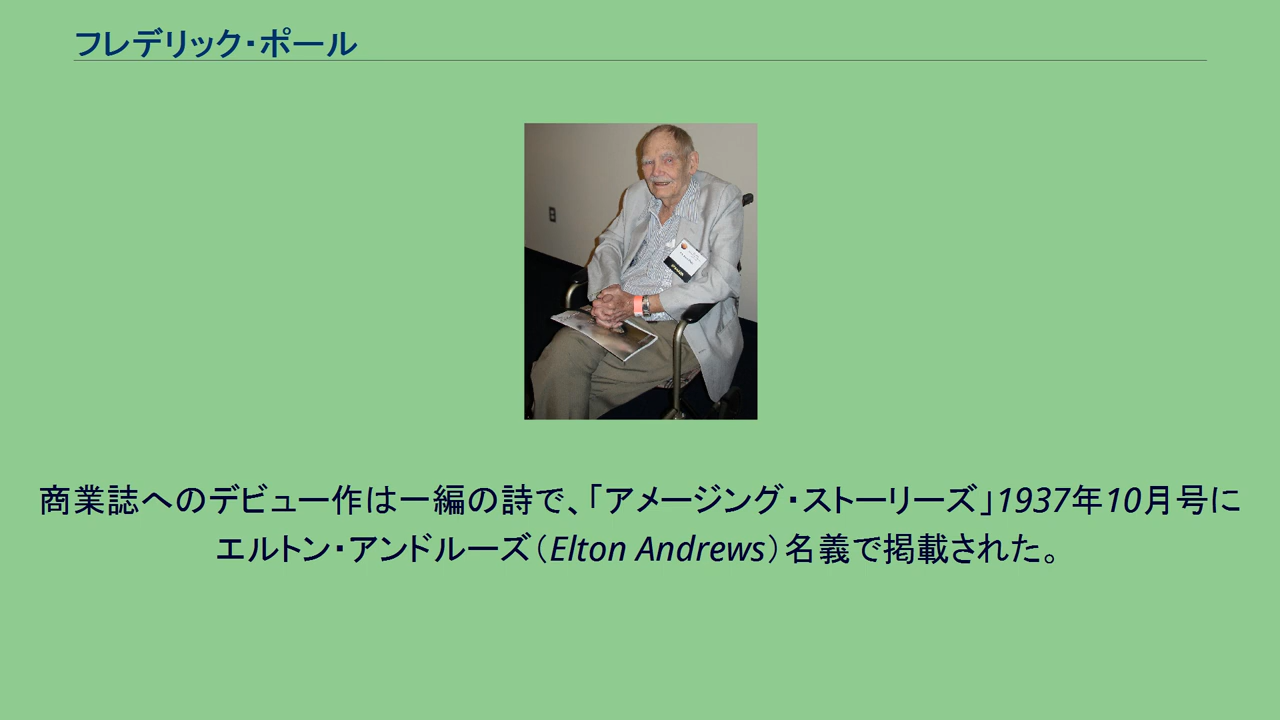 フレデリック・ポール
商業誌へのデビュー作は一編の詩で、「アメージング・ストーリーズ」1937年10月号に
エルトン・アンドルーズ（Elton Andrews）名義で掲載された。